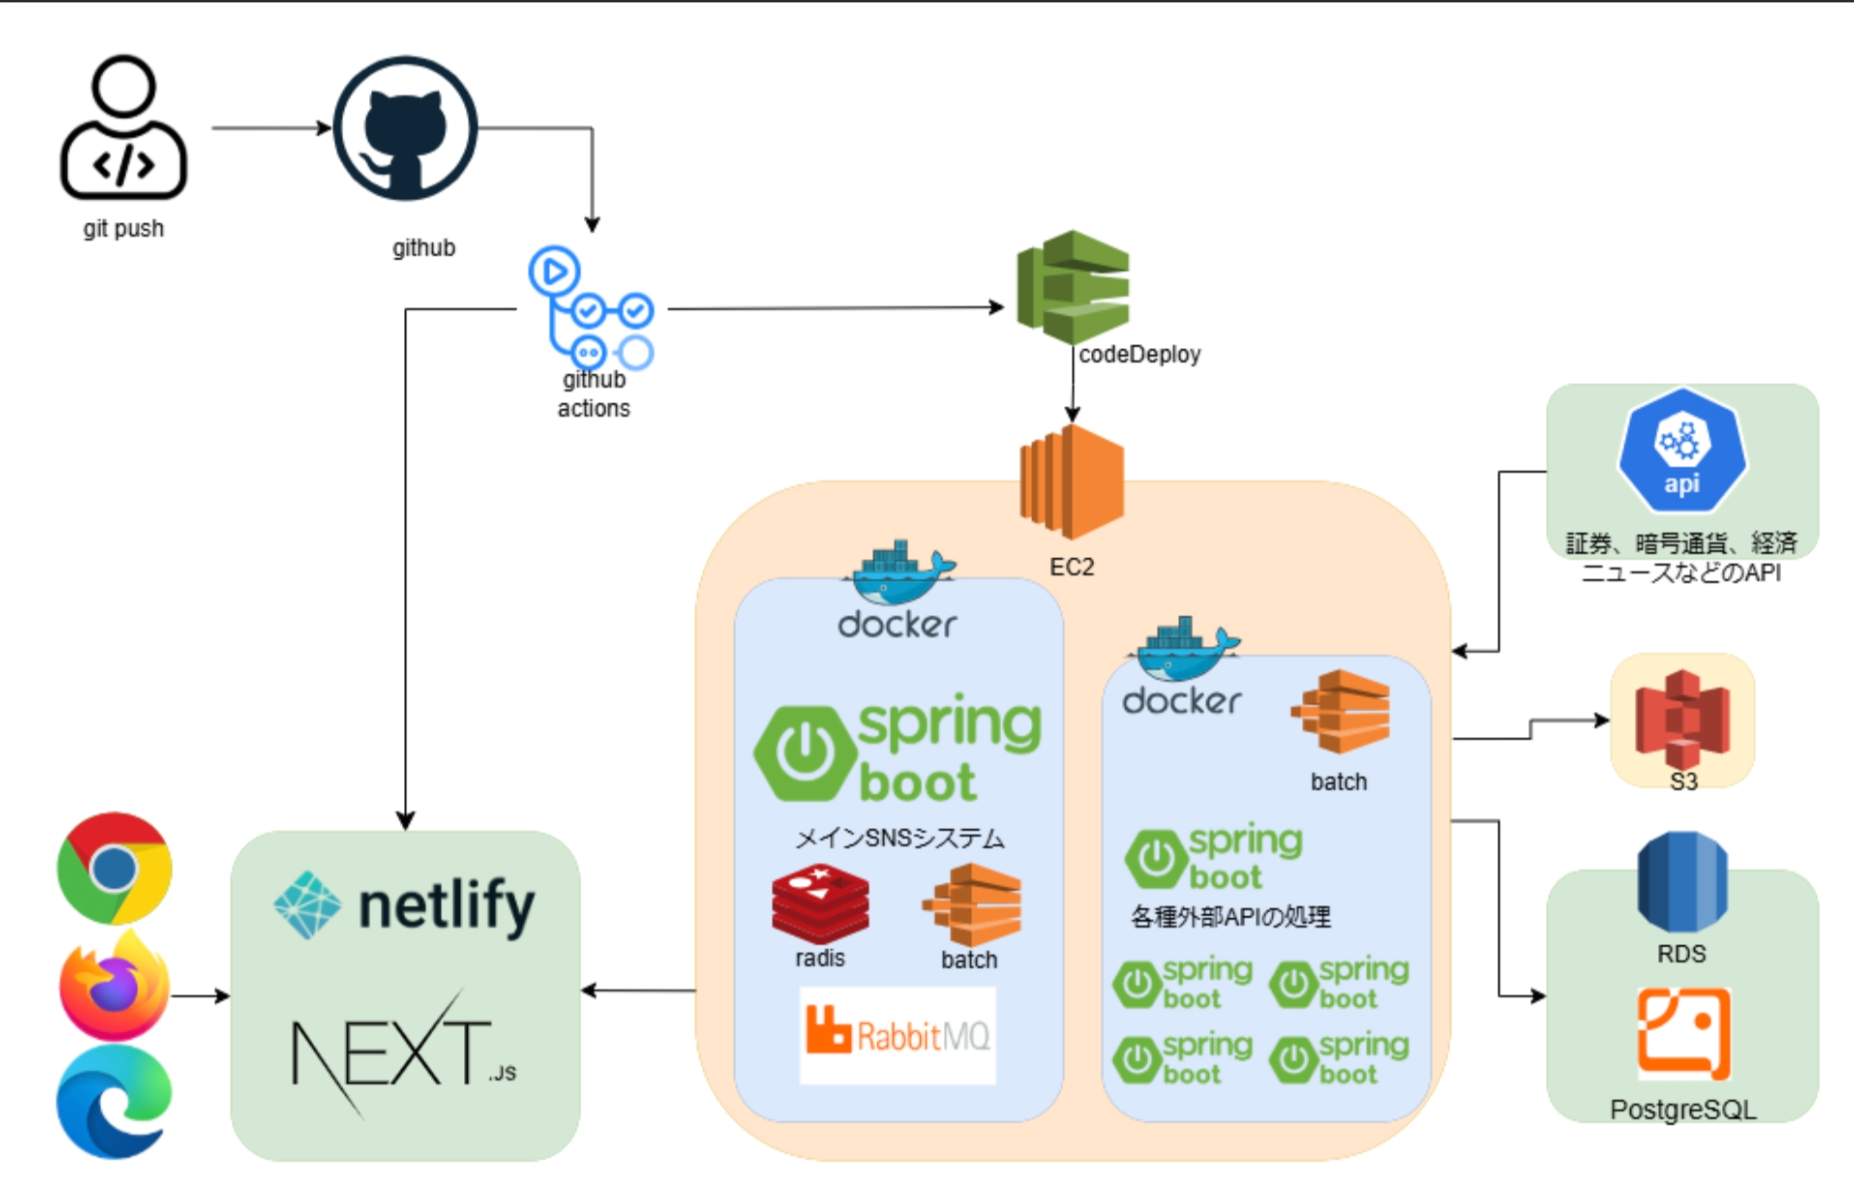 git push
github
github
actions
codeDeploy
EC2
api
証券、暗号通貨、経済
ニュースなどのAPI
docker
spring
boot
メインSNSシステム
radis
batch
RabbitMQ
docker
batch
spring
boot
各種外部APIの処理
spring
boot
spring
boot
spring
boot
spring
boot
S3
RDS
PostgreSQL
netlify
NEXT.JS